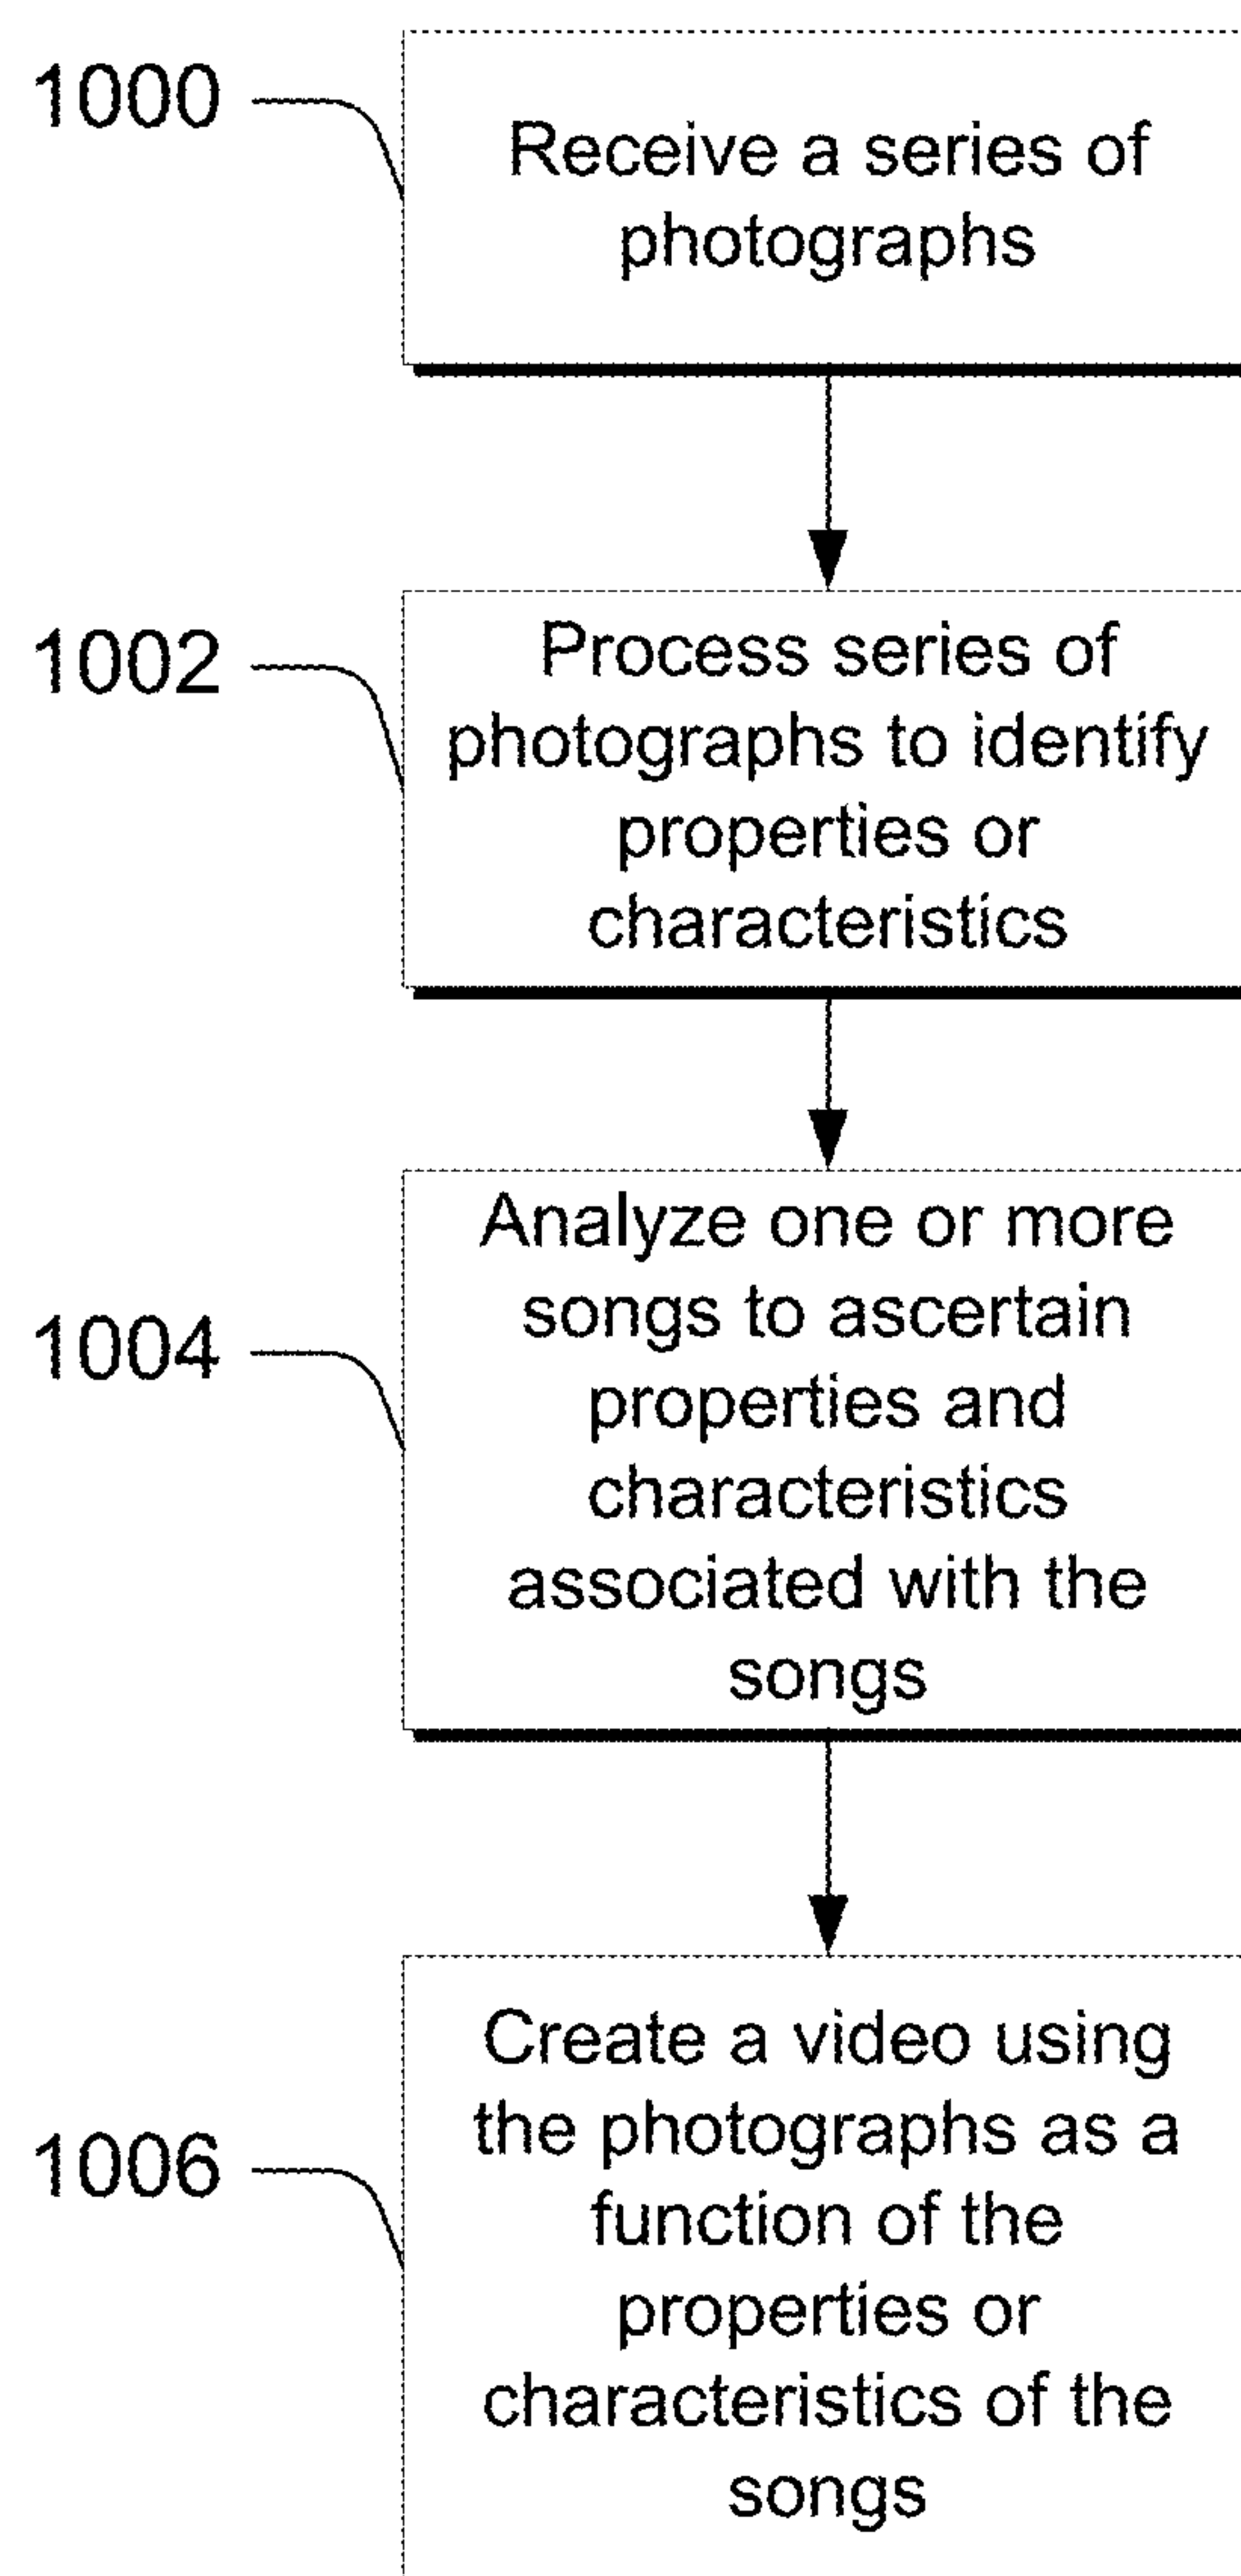 1000
Receive a series of
photographs
1002
Process series of
photographs to identify
properties or
characteristics
1004
Analyze one or more
songs to ascertain
properties and
characteristics
associated with the
songs
1006
Create a video using
the photographs as a
function of the
properties or
characteristics of the
songs